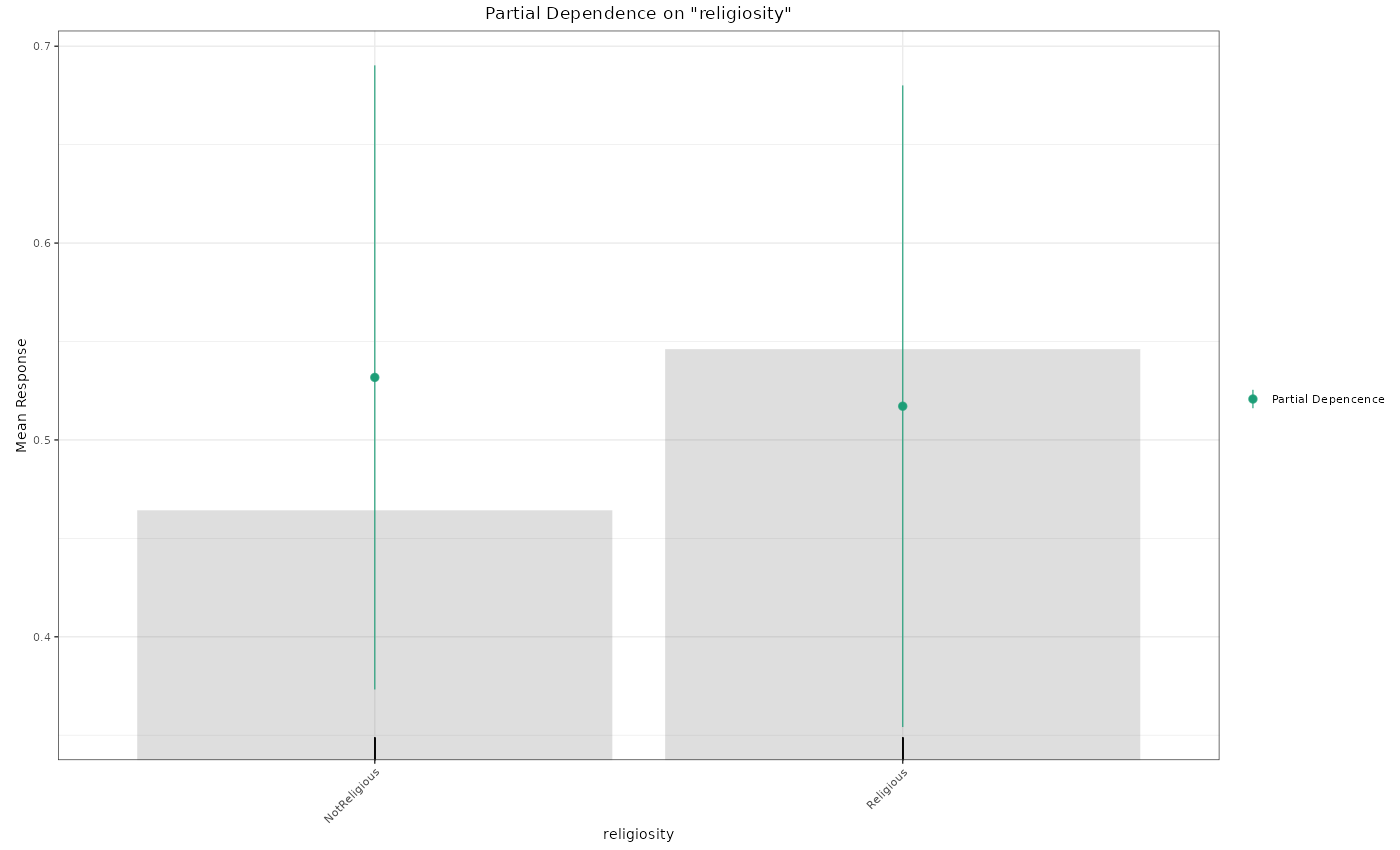 Partial Dependence on "religiosity"
0.7
0.6
0.5
0.4
Mean Response
NotReligious
Religious
religiosity
Partial Depencence